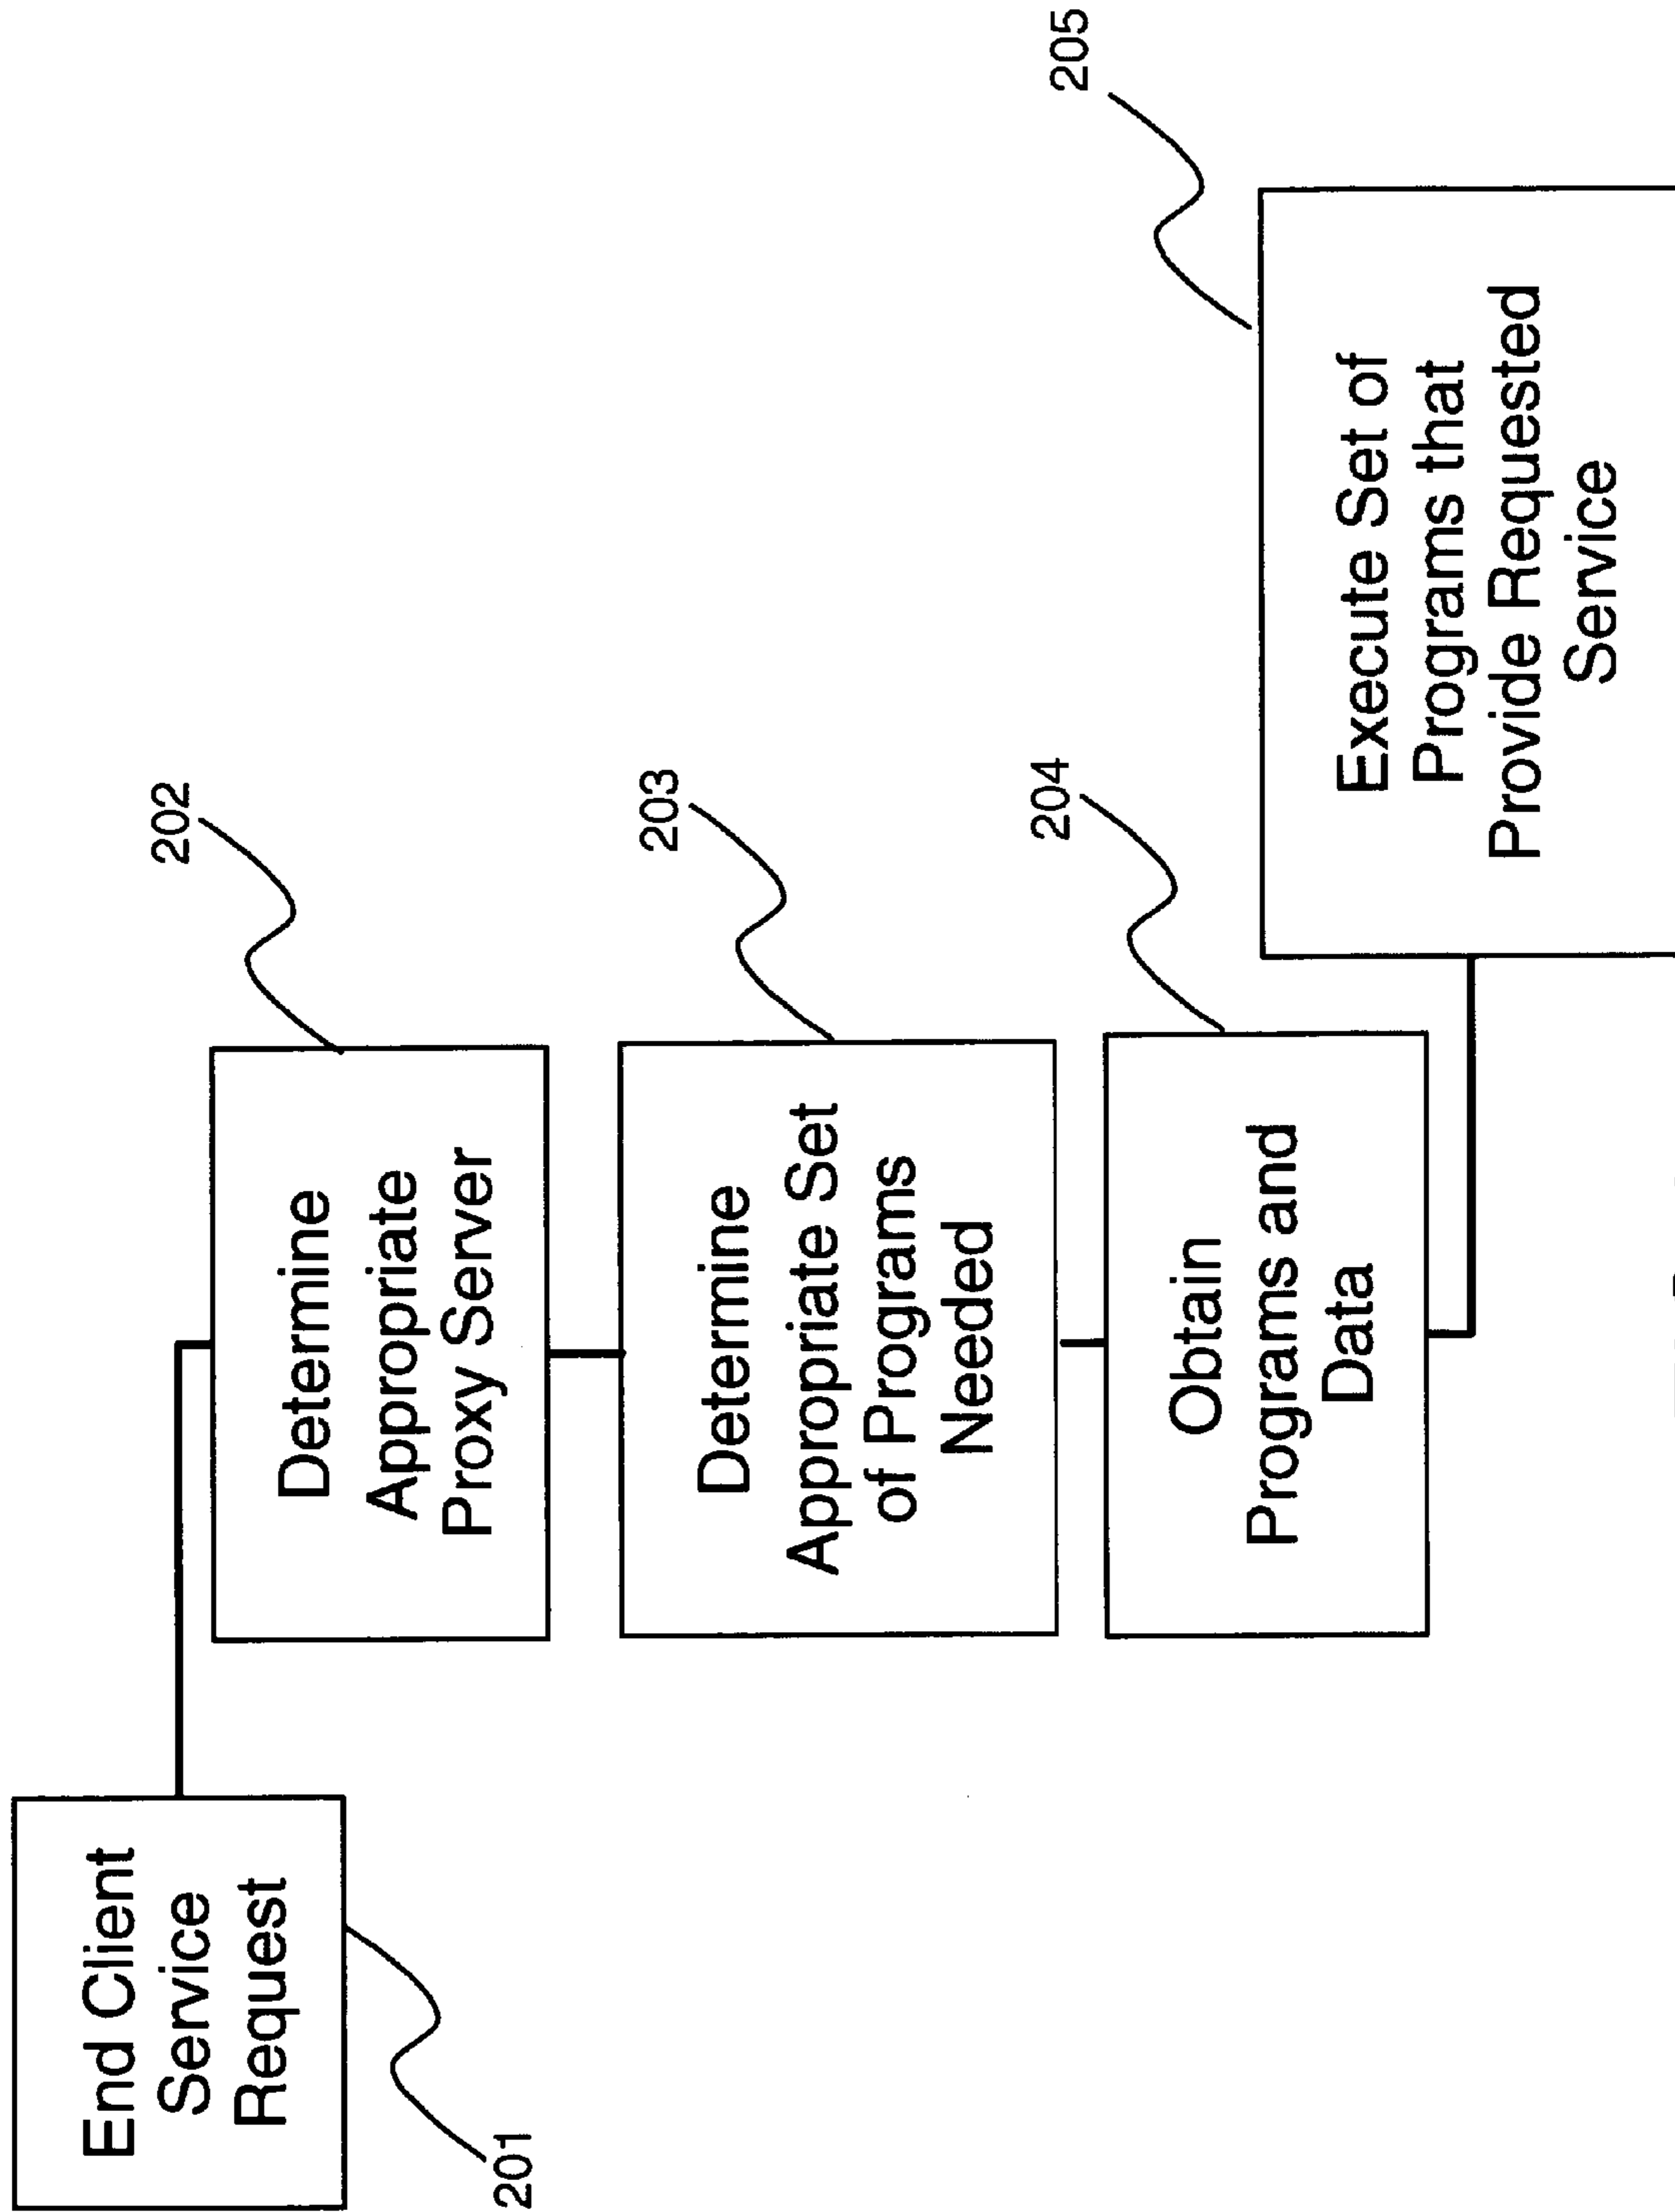 End Client
Service
Request
201
Determine
Appropriate
Proxy Server
202
Determine
Appropriate Set
of Programs
Needed
203
Obtain
Programs and
Data
204
Execute Set of
Programs that
Provide Requested
Service
205